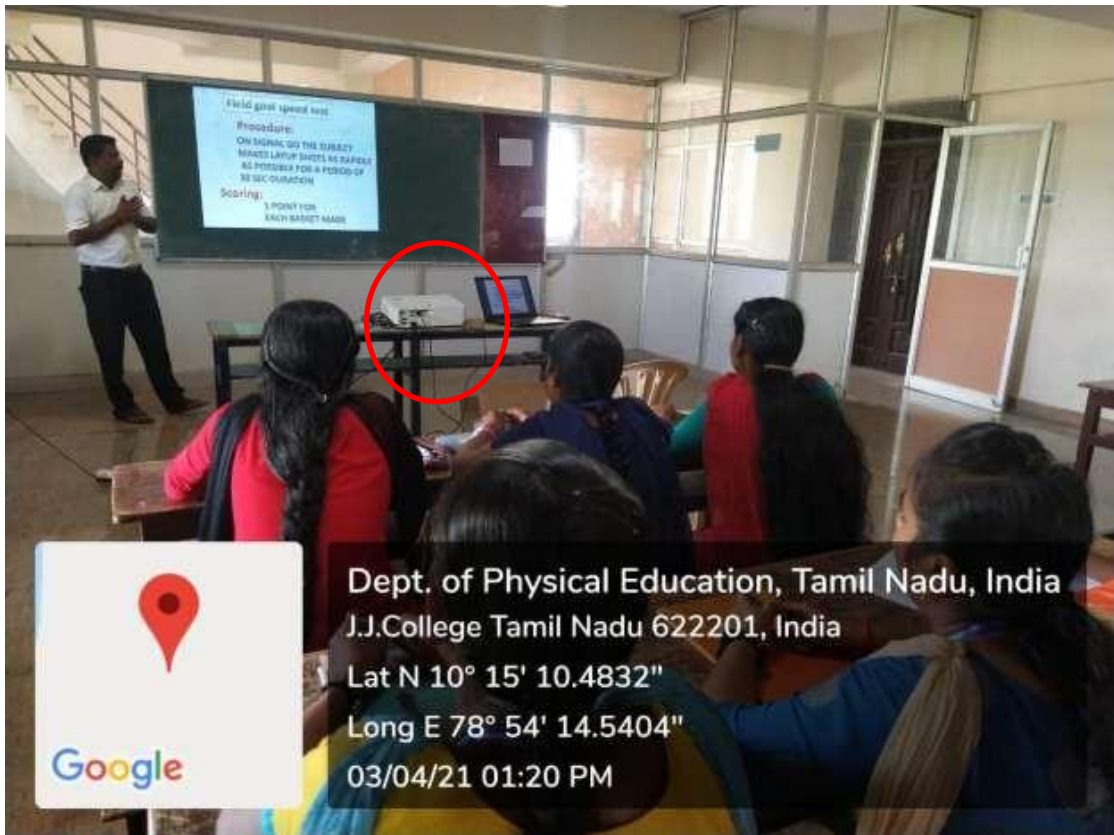 Field goal speed test
Procedure:
ON SIGNAL GO THE SUBJECT
MAKES LAYUP SHOTS AS RAPIDLY
AS POSSIBLE FOR A PERIOD OF
30 SEC DURATION
Scoring:
1 POINT FOR
EACH BASKET MADE
Dept. of Physical Education, Tamil Nadu, India
J.J.College Tamil Nadu 622201, India
Lat N 10° 15' 10.4832"
Long E 78° 54' 14.5404"
03/04/21 01:20 PM
Google